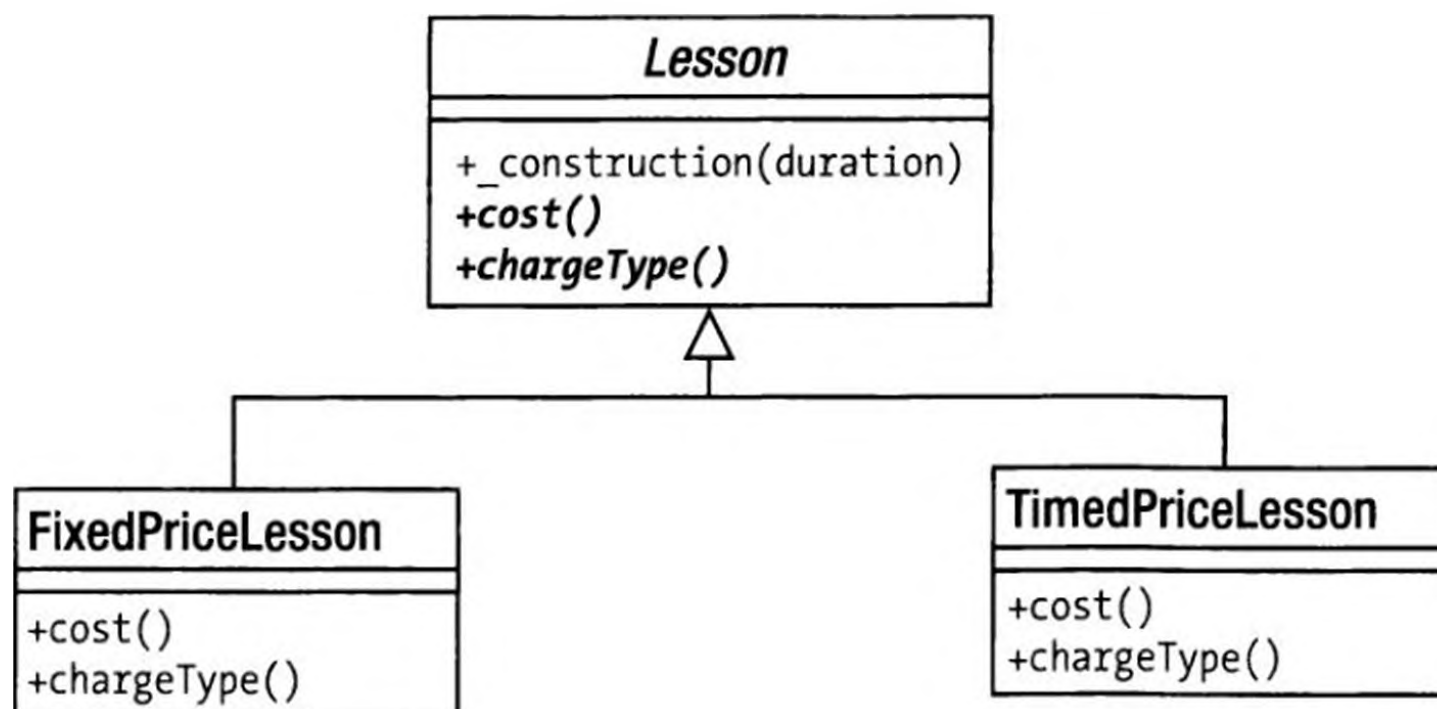 Lesson
+_construction(duration)
+cost()
+chargeType()
FixedPriceLesson
+cost()
+chargeType()
TimedPriceLesson
+cost()
+chargeType()